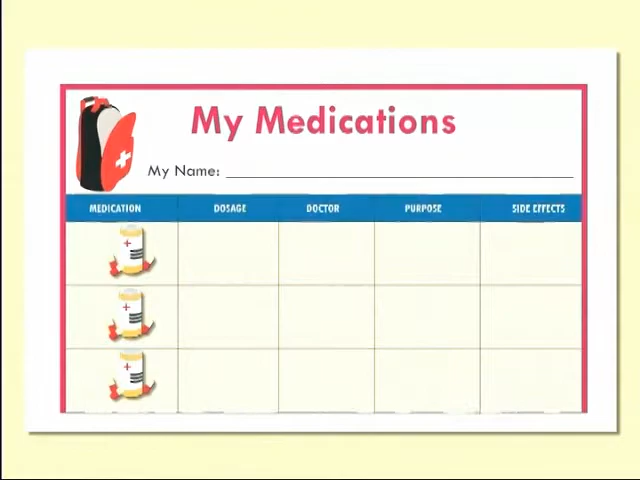 My Medications
My Name:
MEDICATION DOSAGE DOCTOR PURPOSE SIDE EFFECTS